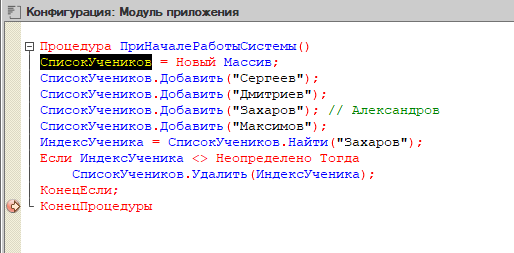 Конфигурация: Модуль приложения
Процедура ПриНачалеРаботыСистемы()
СписокУчеников = Новый Массив;
СписокУчеников.Добавить("Сергеев");
СписокУчеников.Добавить("Дмитриев");
СписокУчеников.Добавить("Захаров"); // Александров
СписокУчеников.Добавить("Максимов");
ИндексУченика = СписокУчеников.Найти("Захаров");
Если ИндексУченика <> Неопределено Тогда
СписокУчеников.Удалить(ИндексУченика);
КонецЕсли;
КонецПроцедуры